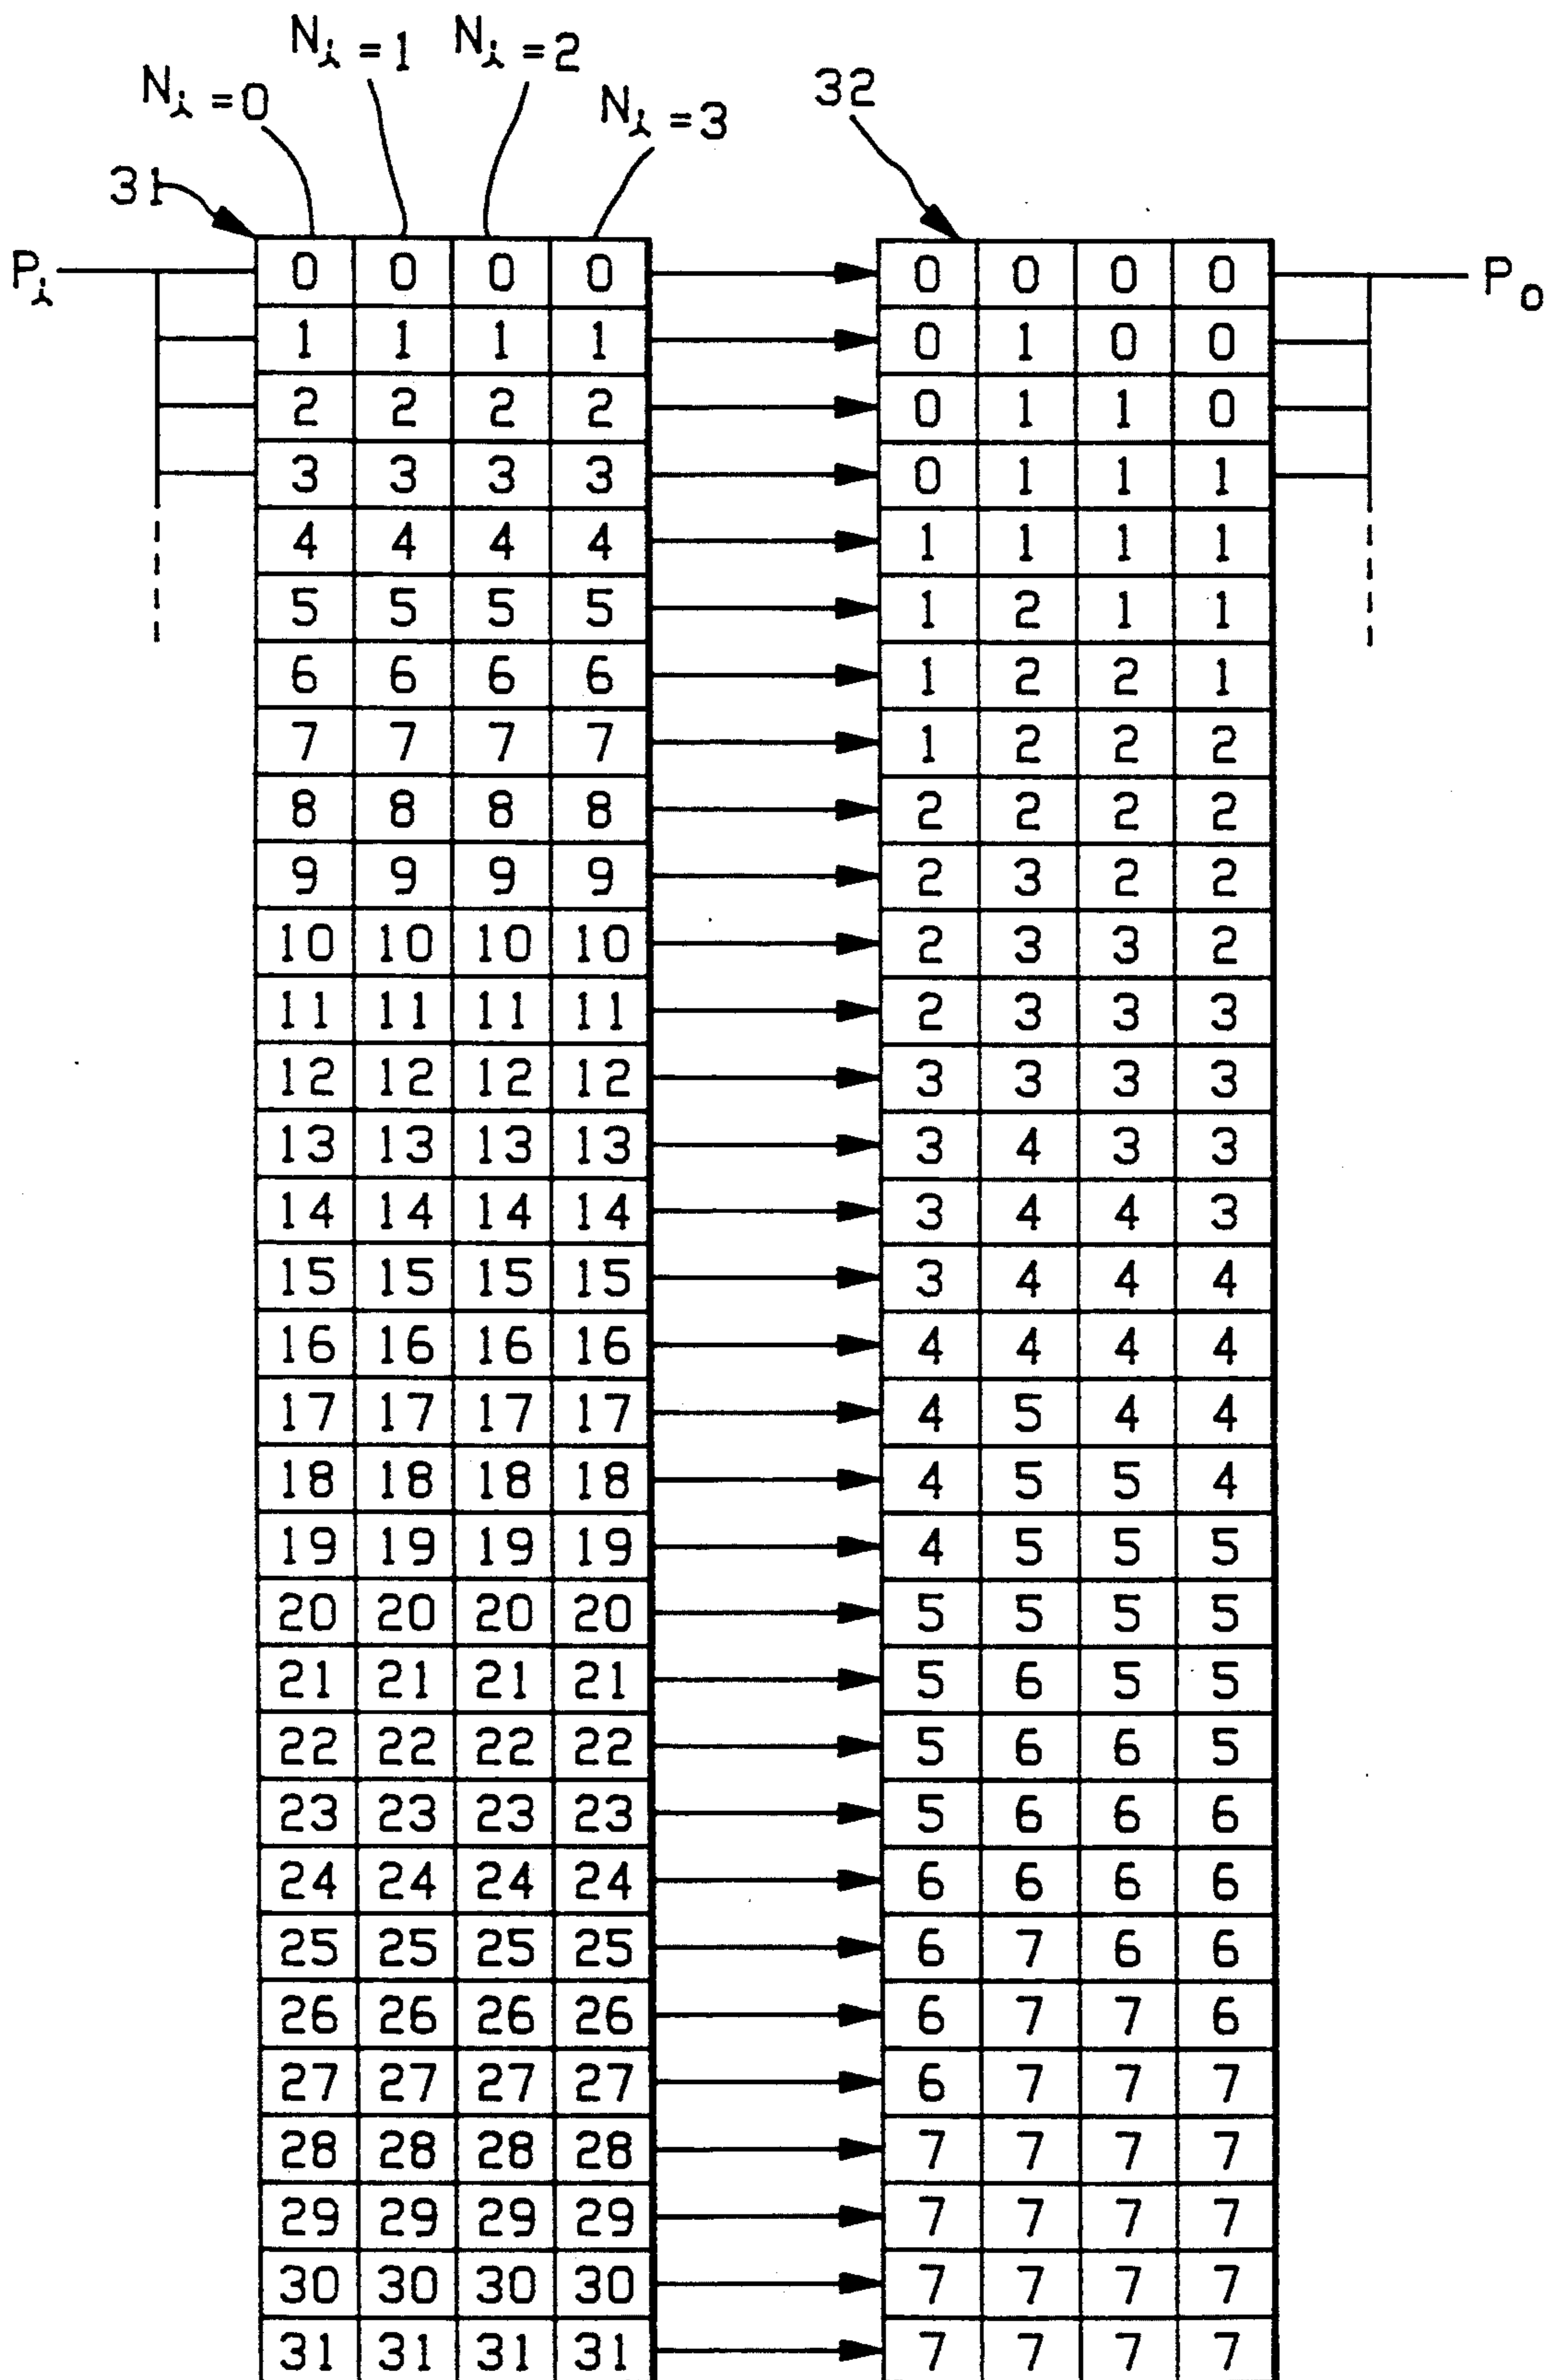 N i = 1 N i = 2
N i = 0 N i = 3 32
31
P i 0 0 0 0 0 0 0 0 P o
1 1 1 1 0 1 0 0
2 2 2 2 0 1 1 0
3 3 3 3 0 1 1 1
4 4 4 4 1 1 1 1
5 5 5 5 1 2 1 1
6 6 6 6 1 2 2 1
7 7 7 7 1 2 2 2
8 8 8 8 2 2 2 2
9 9 9 9 2 3 2 2
10 10 10 10 2 3 3 2
11 11 11 11 2 3 3 3
12 12 12 12 3 3 3 3
13 13 13 13 3 4 3 3
14 14 14 14 3 4 4 3
15 15 15 15 3 4 4 4
16 16 16 16 4 4 4 4
17 17 17 17 4 5 4 4
18 18 18 18 4 5 5 4
19 19 19 19 4 5 5 5
20 20 20 20 5 5 5 5
21 21 21 21 5 6 5 5
22 22 22 22 5 6 6 5
23 23 23 23 5 6 6 6
24 24 24 24 6 6 6 6
25 25 25 25 6 7 6 6
26 26 26 26 6 7 7 6
27 27 27 27 6 7 7 7
28 28 28 28 7 7 7 7
29 29 29 29 7 7 7 7
30 30 30 30 7 7 7 7
31 31 31 31 7 7 7 7